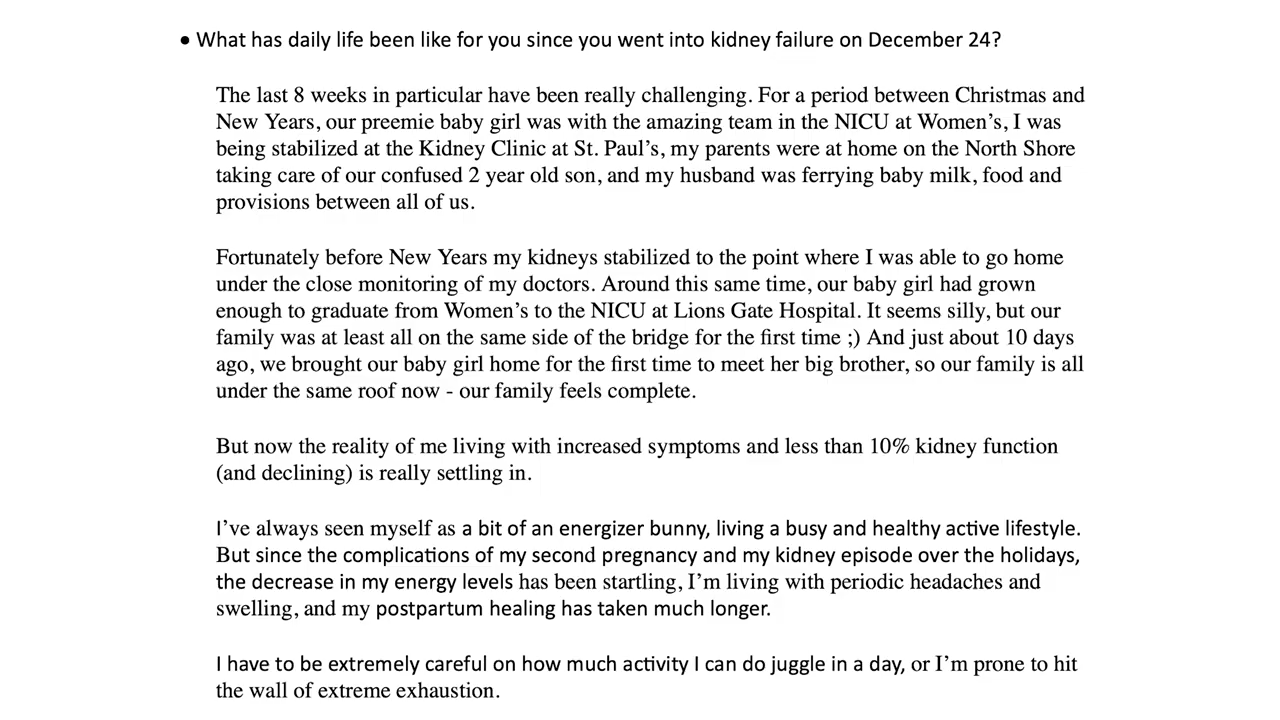 • What has daily life been like for you since you went into kidney failure on December 24?
The last 8 weeks in particular have been really challenging. For a period between Christmas and
New Years, our preemie baby girl was with the amazing team in the NICU at Women’s, I was
being stabilized at the Kidney Clinic at St. Paul’s, my parents were at home on the North Shore
taking care of our confused 2 year old son, and my husband was ferrying baby milk, food and
provisions between all of us.
Fortunately before New Years my kidneys stabilized to the point where I was able to go home
under the close monitoring of my doctors. Around this same time, our baby girl had grown
enough to graduate from Women’s to the NICU at Lions Gate Hospital. It seems silly, but our
family was at least all on the same side of the bridge for the first time ;) And just about 10 days
ago, we brought our baby girl home for the first time to meet her big brother, so our family is all
under the same roof now - our family feels complete.
But now the reality of me living with increased symptoms and less than 10% kidney function
(and declining) is really settling in.
I’ve always seen myself as a bit of an energizer bunny, living a busy and healthy active lifestyle.
But since the complications of my second pregnancy and my kidney episode over the holidays,
the decrease in my energy levels has been startling, I’m living with periodic headaches and
swelling, and my postpartum healing has taken much longer.
I have to be extremely careful on how much activity I can do juggle in a day, or I’m prone to hit
the wall of extreme exhaustion.